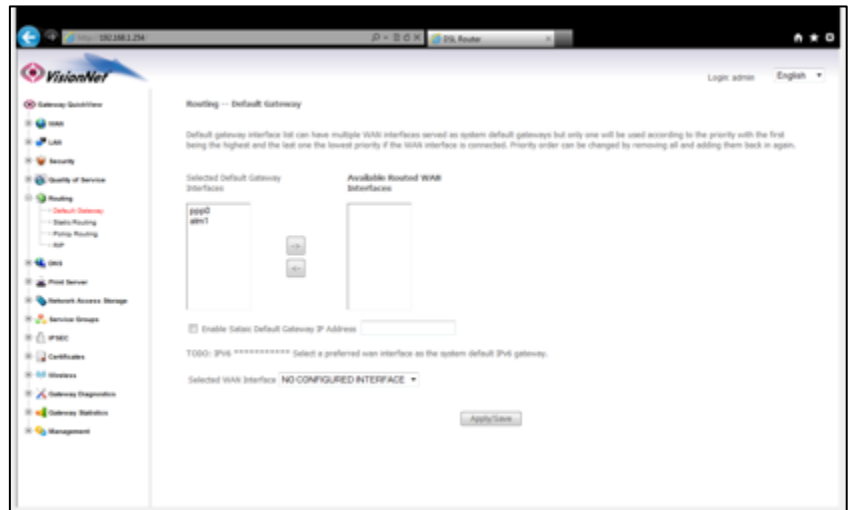 http://192.168.1.254
DSL Router
VisionNet
Login: admin
English
Gateway QuickView
WAN
LAN
Security
Quality of Service
Routing
Default Gateway
Static Routing
Policy Routing
RIP
DNS
Print Server
Network Access Storage
Service Groups
IPSEC
Certificates
Wireless
Gateway Diagnostics
Gateway Statistics
Management
Routing -- Default Gateway
Default gateway interface list can have multiple WAN interfaces served as system default gateways but only one will be used according to the priority with the first
being the highest and the last one the lowest priority if the WAN interface is connected. Priority order can be changed by removing all and adding them back in again.
Selected Default Gateway
Interfaces
Available Routed WAN
Interfaces
ppp0
atm1
->
<-
Enable Sataic Default Gateway IP Address
TODO: IPV6 *********** Select a preferred wan interface as the system default IPv6 gateway.
Selected WAN Interface NO CONFIGURED INTERFACE
Apply/Save